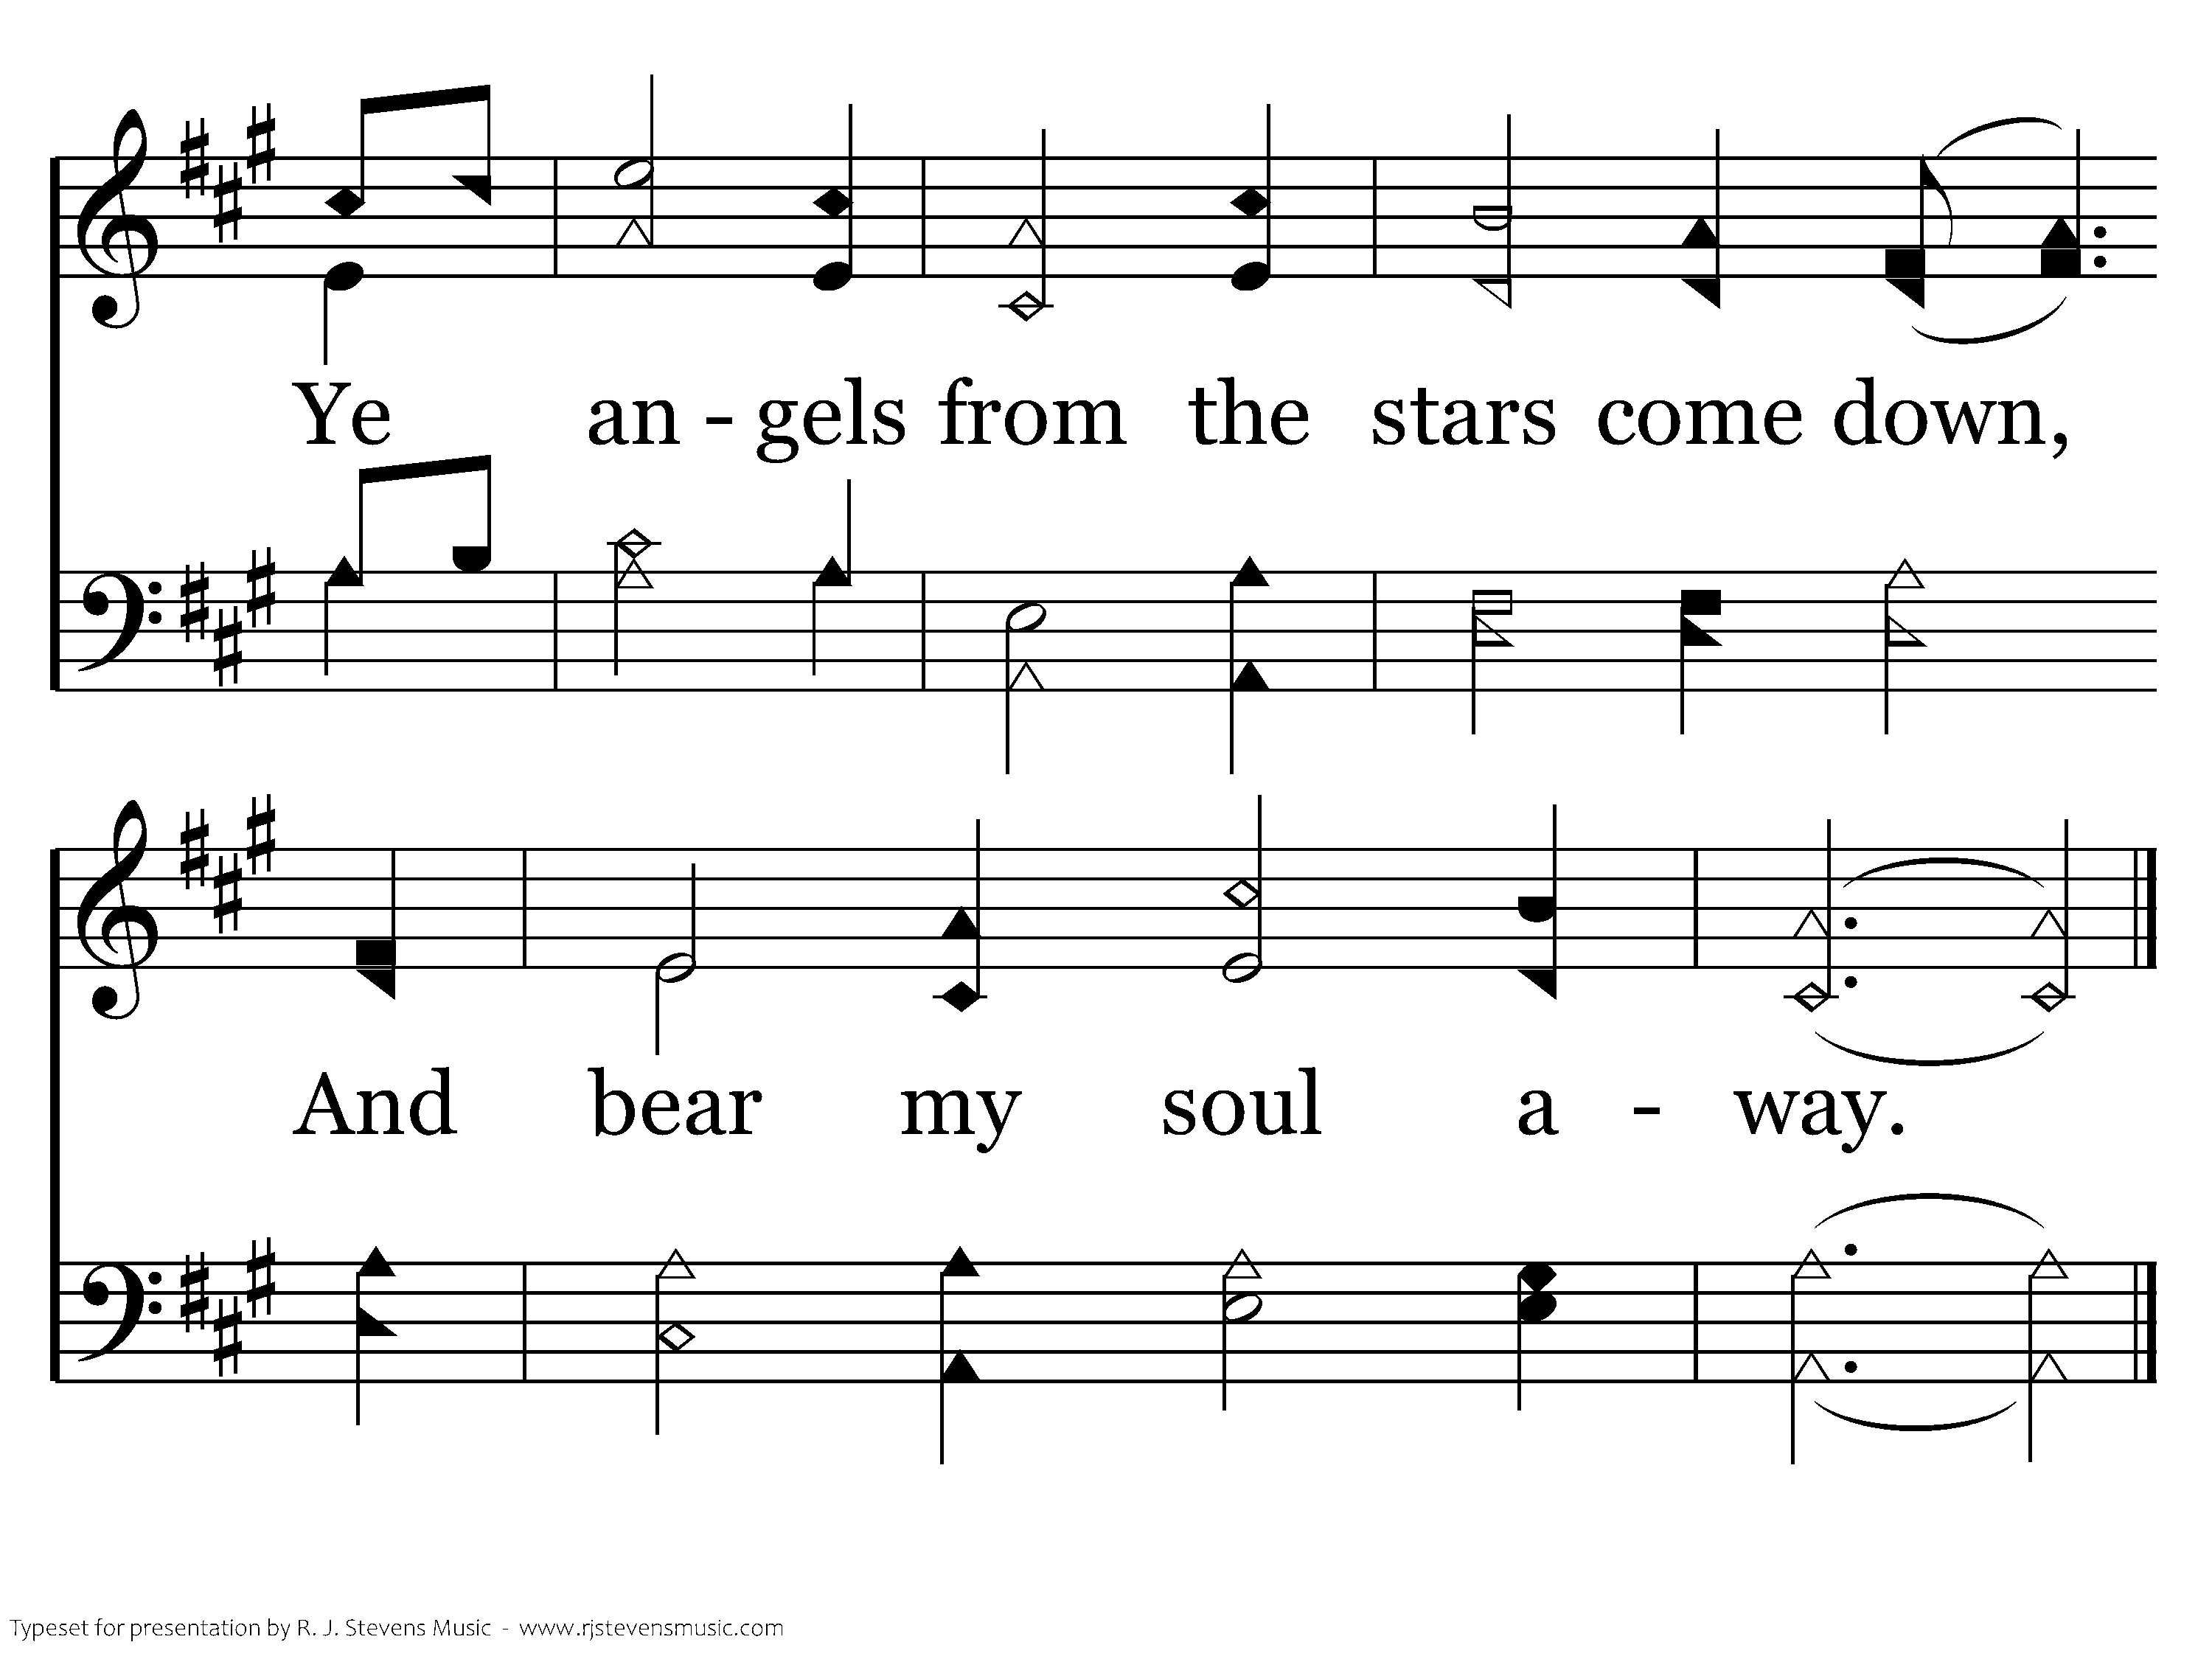 Ye an - gels from the stars come down,
And bear my soul a - way.
Typeset for presentation by R. J. Stevens Music - www.rjstevensmusic.com